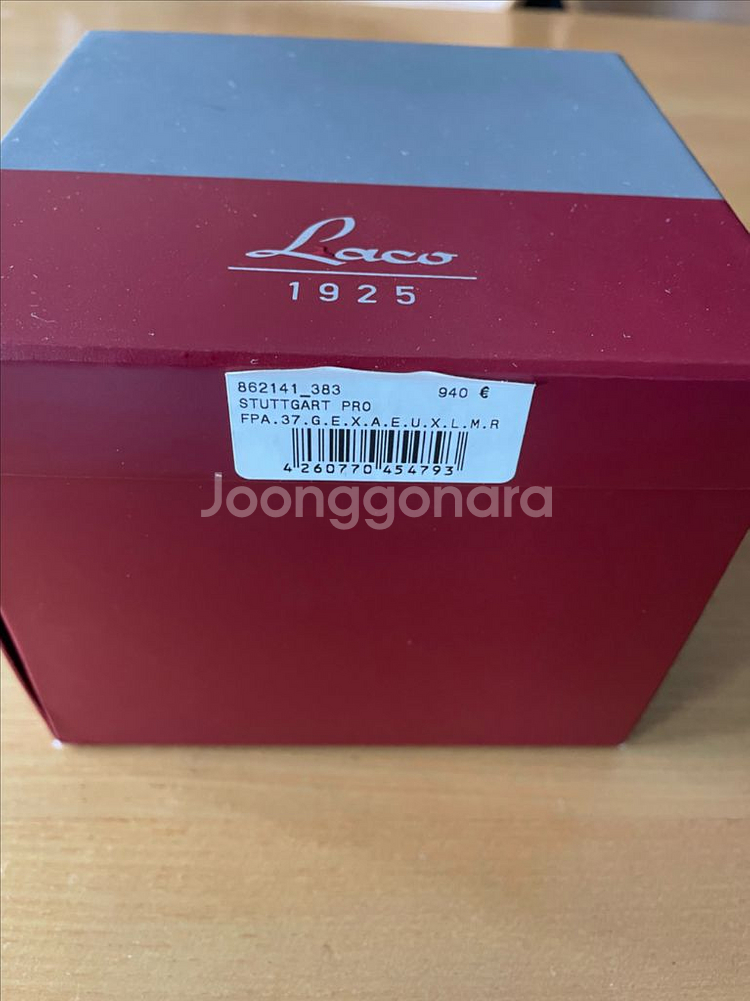 Laco
1925
862141_383 940 €
STUTTGART PRO
FPA.37.G.E.X.A.E.U.X.L.M.R
4 260770 454793
Joonggonara